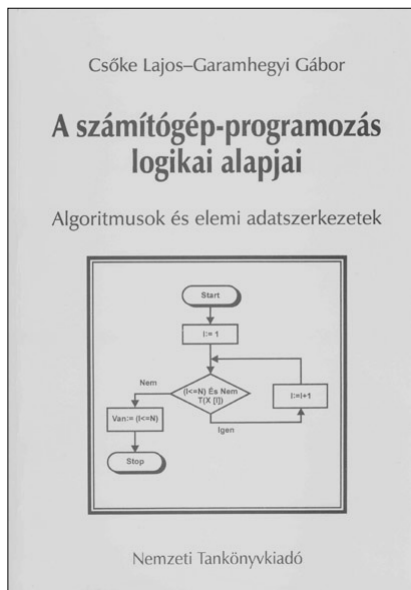 Csőke Lajos–Garamhegyi Gábor
A számítógép-programozás
logikai alapjai
Algoritmusok és elemi adatszerkezetek
Start
I:= 1
Nem
(I<=N) És Nem
T(X [I])
I:=I+1
Van:= (I<=N)
Igen
Stop
Nemzeti Tankönyvkiadó